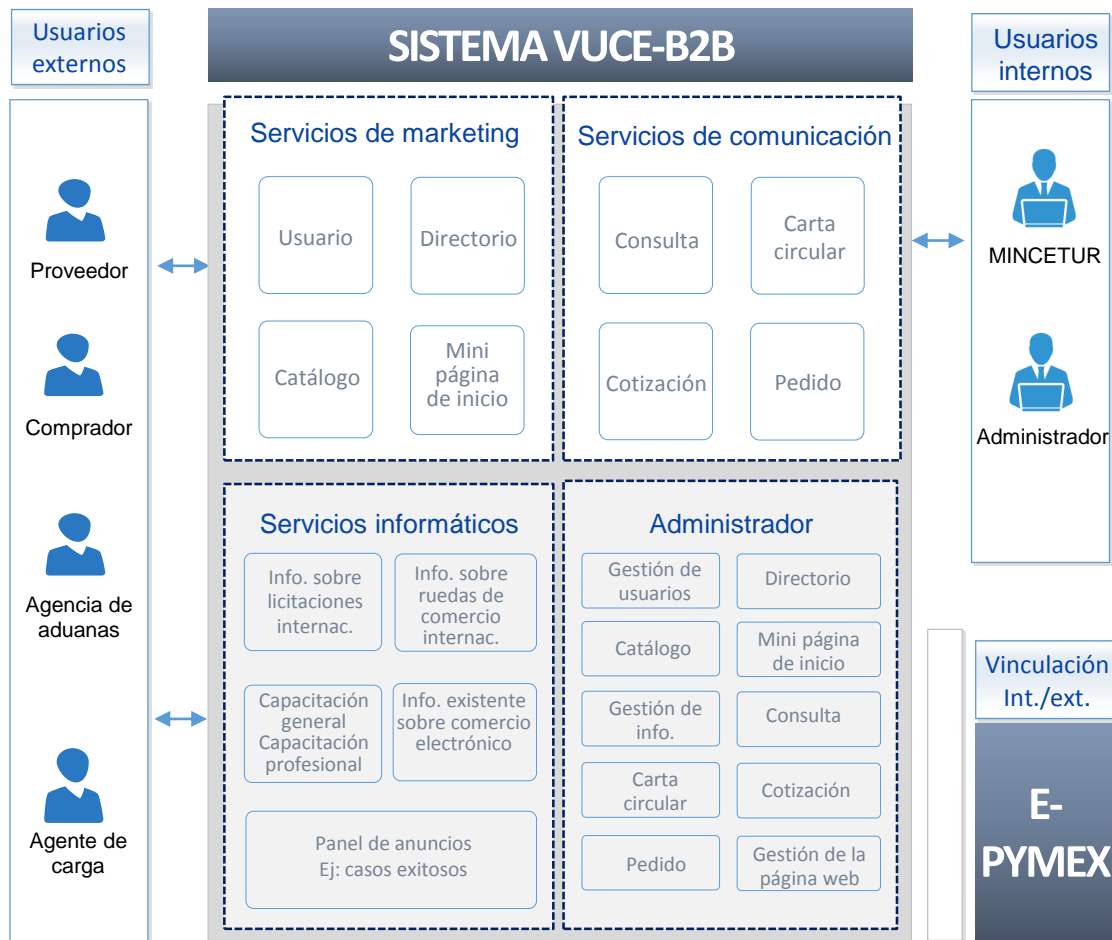 Usuarios
externos
SISTEMA VUCE-B2B
Usuarios
internos
Proveedor
Comprador
Agencia de
aduanas
Agente de
carga
Servicios de marketing
Usuario
Directorio
Catálogo
Mini
página
de inicio
Servicios de comunicación
Consulta
Carta
circular
Cotización
Pedido
Servicios informáticos
Info. sobre
licitaciones
internac.
Info. sobre
ruedas de
comercio
internac.
Capacitación
general
Capacitación
profesional
Info. existente
sobre comercio
electrónico
Panel de anuncios
Ej: casos exitosos
Administrador
Gestión de
usuarios
Directorio
Catálogo
Mini página
de inicio
Gestión de
info.
Consulta
Carta
circular
Cotización
Pedido
Gestión de la
página web
MINCETUR
Administrador
Vinculación
Int./ext.
E-
PYMEX